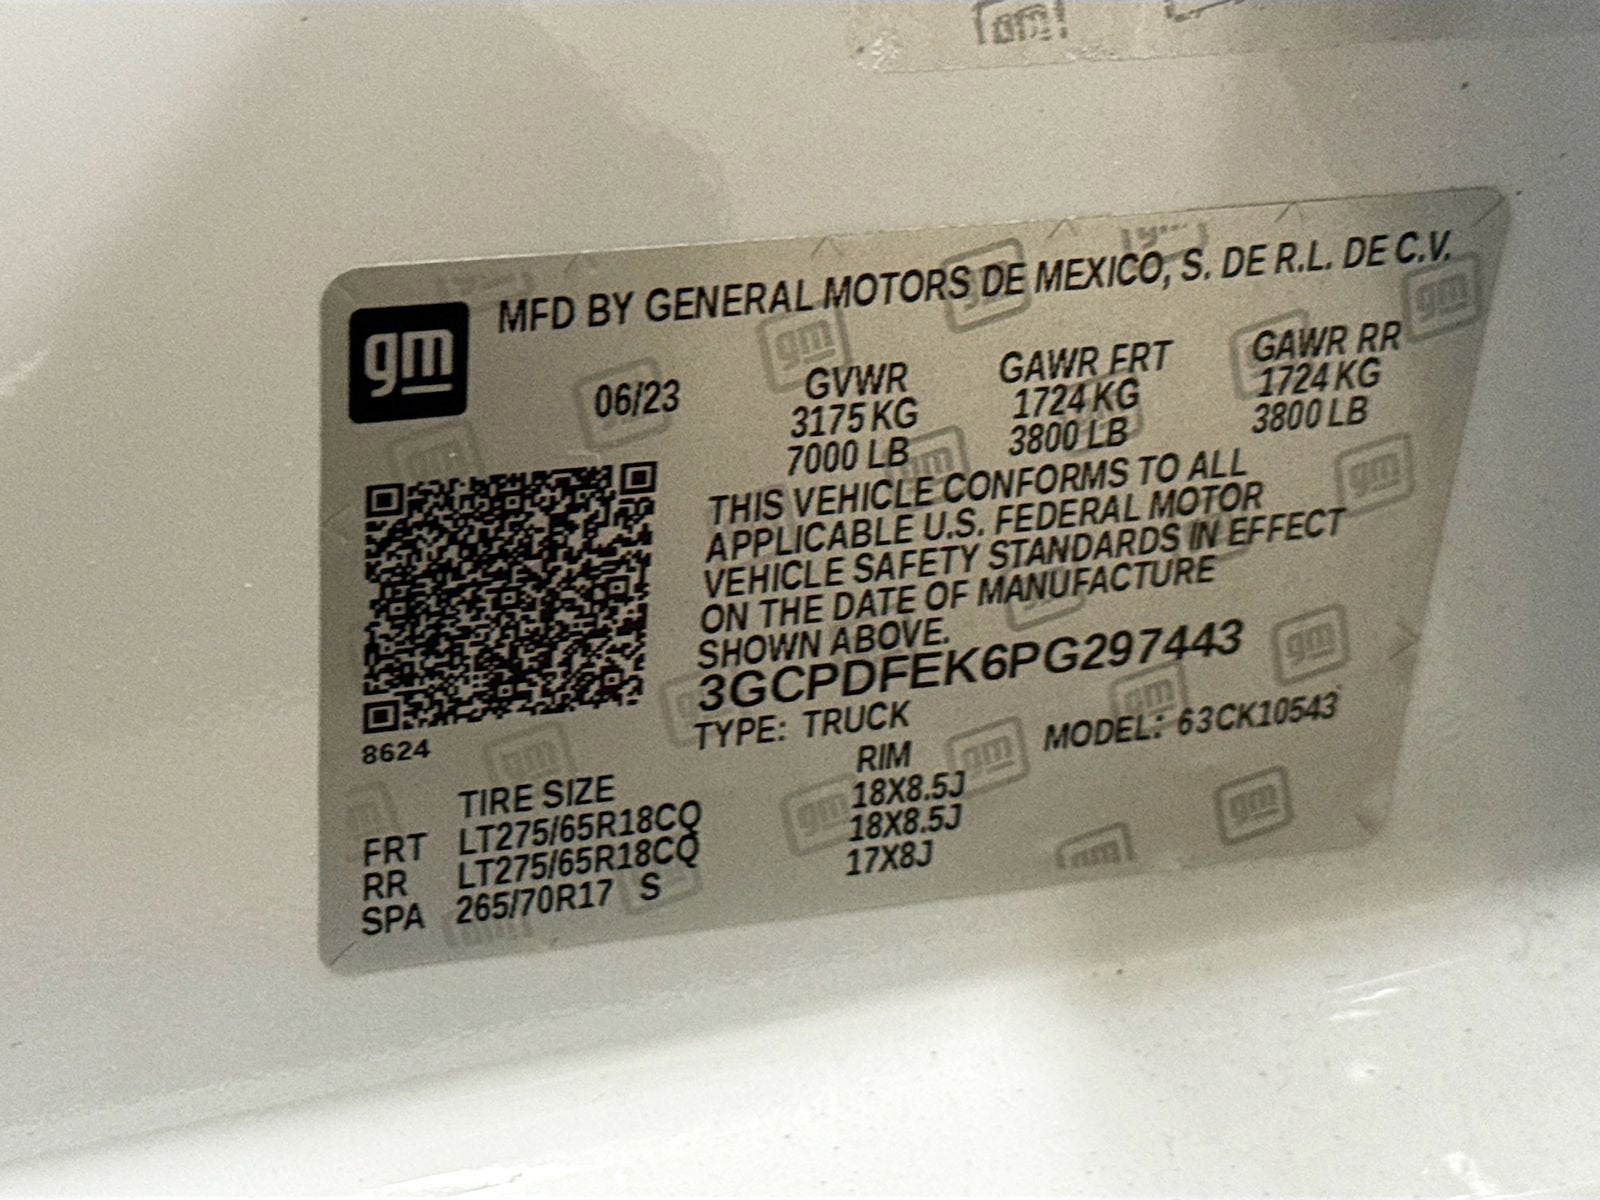 gm
MFD BY GENERAL MOTORS DE MEXICO, S. DE R.L. DE C.V.
06/23 GVWR GAWR FRT GAWR RR
3175 KG 1724 KG 1724 KG
7000 LB 3800 LB 3800 LB
THIS VEHICLE CONFORMS TO ALL
APPLICABLE U.S. FEDERAL MOTOR
VEHICLE SAFETY STANDARDS IN EFFECT
ON THE DATE OF MANUFACTURE
SHOWN ABOVE.
3GCPDFEK6PG297443
TYPE: TRUCK MODEL: 63CK10543
8624
TIRE SIZE RIM
FRT LT275/65R18CQ 18X8.5J
RR LT275/65R18CQ 18X8.5J
SPA 265/70R17 S 17X8J